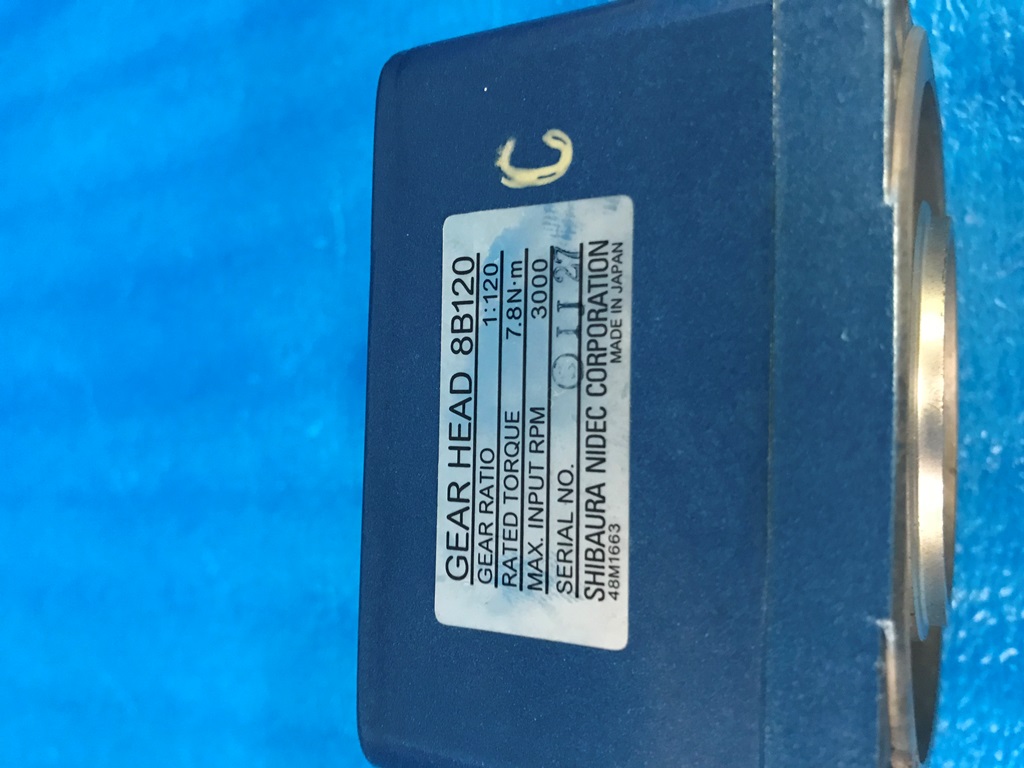 C
GEAR HEAD 8B120
GEAR RATIO 1:120
RATED TORQUE 7.8N·m
MAX. INPUT RPM 3000
SERIAL NO.
SHIBAURA NIDEC CORPORATION
48M1663 MADE IN JAPAN